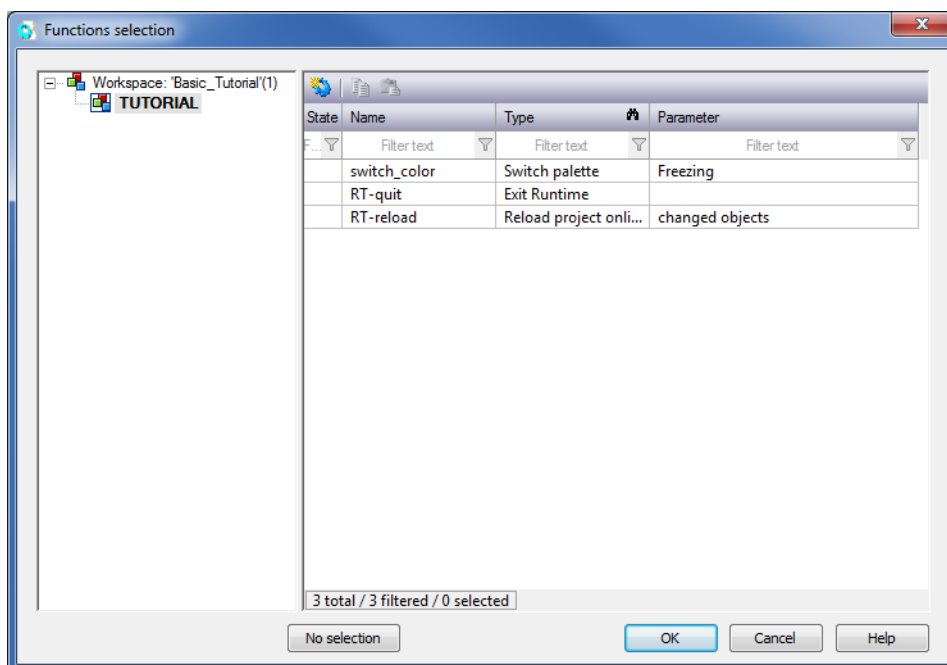 Functions selection
Workspace: 'Basic_Tutorial'(1)
TUTORIAL
State Name Type Parameter
F... Filter text Filter text Filter text
switch_color Switch palette Freezing
RT-quit Exit Runtime
RT-reload Reload project onli... changed objects
3 total / 3 filtered / 0 selected
No selection OK Cancel Help